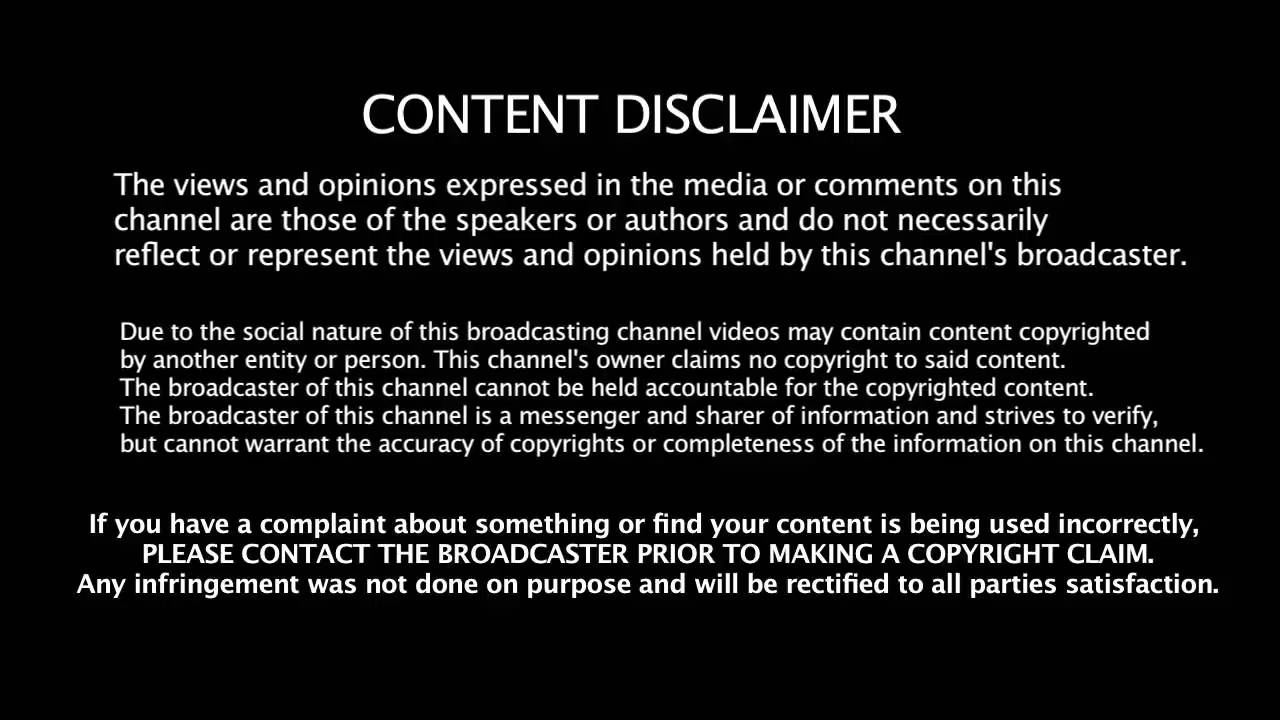 CONTENT DISCLAIMER
The views and opinions expressed in the media or comments on this
channel are those of the speakers or authors and do not necessarily
reflect or represent the views and opinions held by this channel's broadcaster.
Due to the social nature of this broadcasting channel videos may contain content copyrighted
by another entity or person. This channel's owner claims no copyright to said content.
The broadcaster of this channel cannot be held accountable for the copyrighted content.
The broadcaster of this channel is a messenger and sharer of information and strives to verify,
but cannot warrant the accuracy of copyrights or completeness of the information on this channel.
If you have a complaint about something or find your content is being used incorrectly,
PLEASE CONTACT THE BROADCASTER PRIOR TO MAKING A COPYRIGHT CLAIM.
Any infringement was not done on purpose and will be rectified to all parties satisfaction.